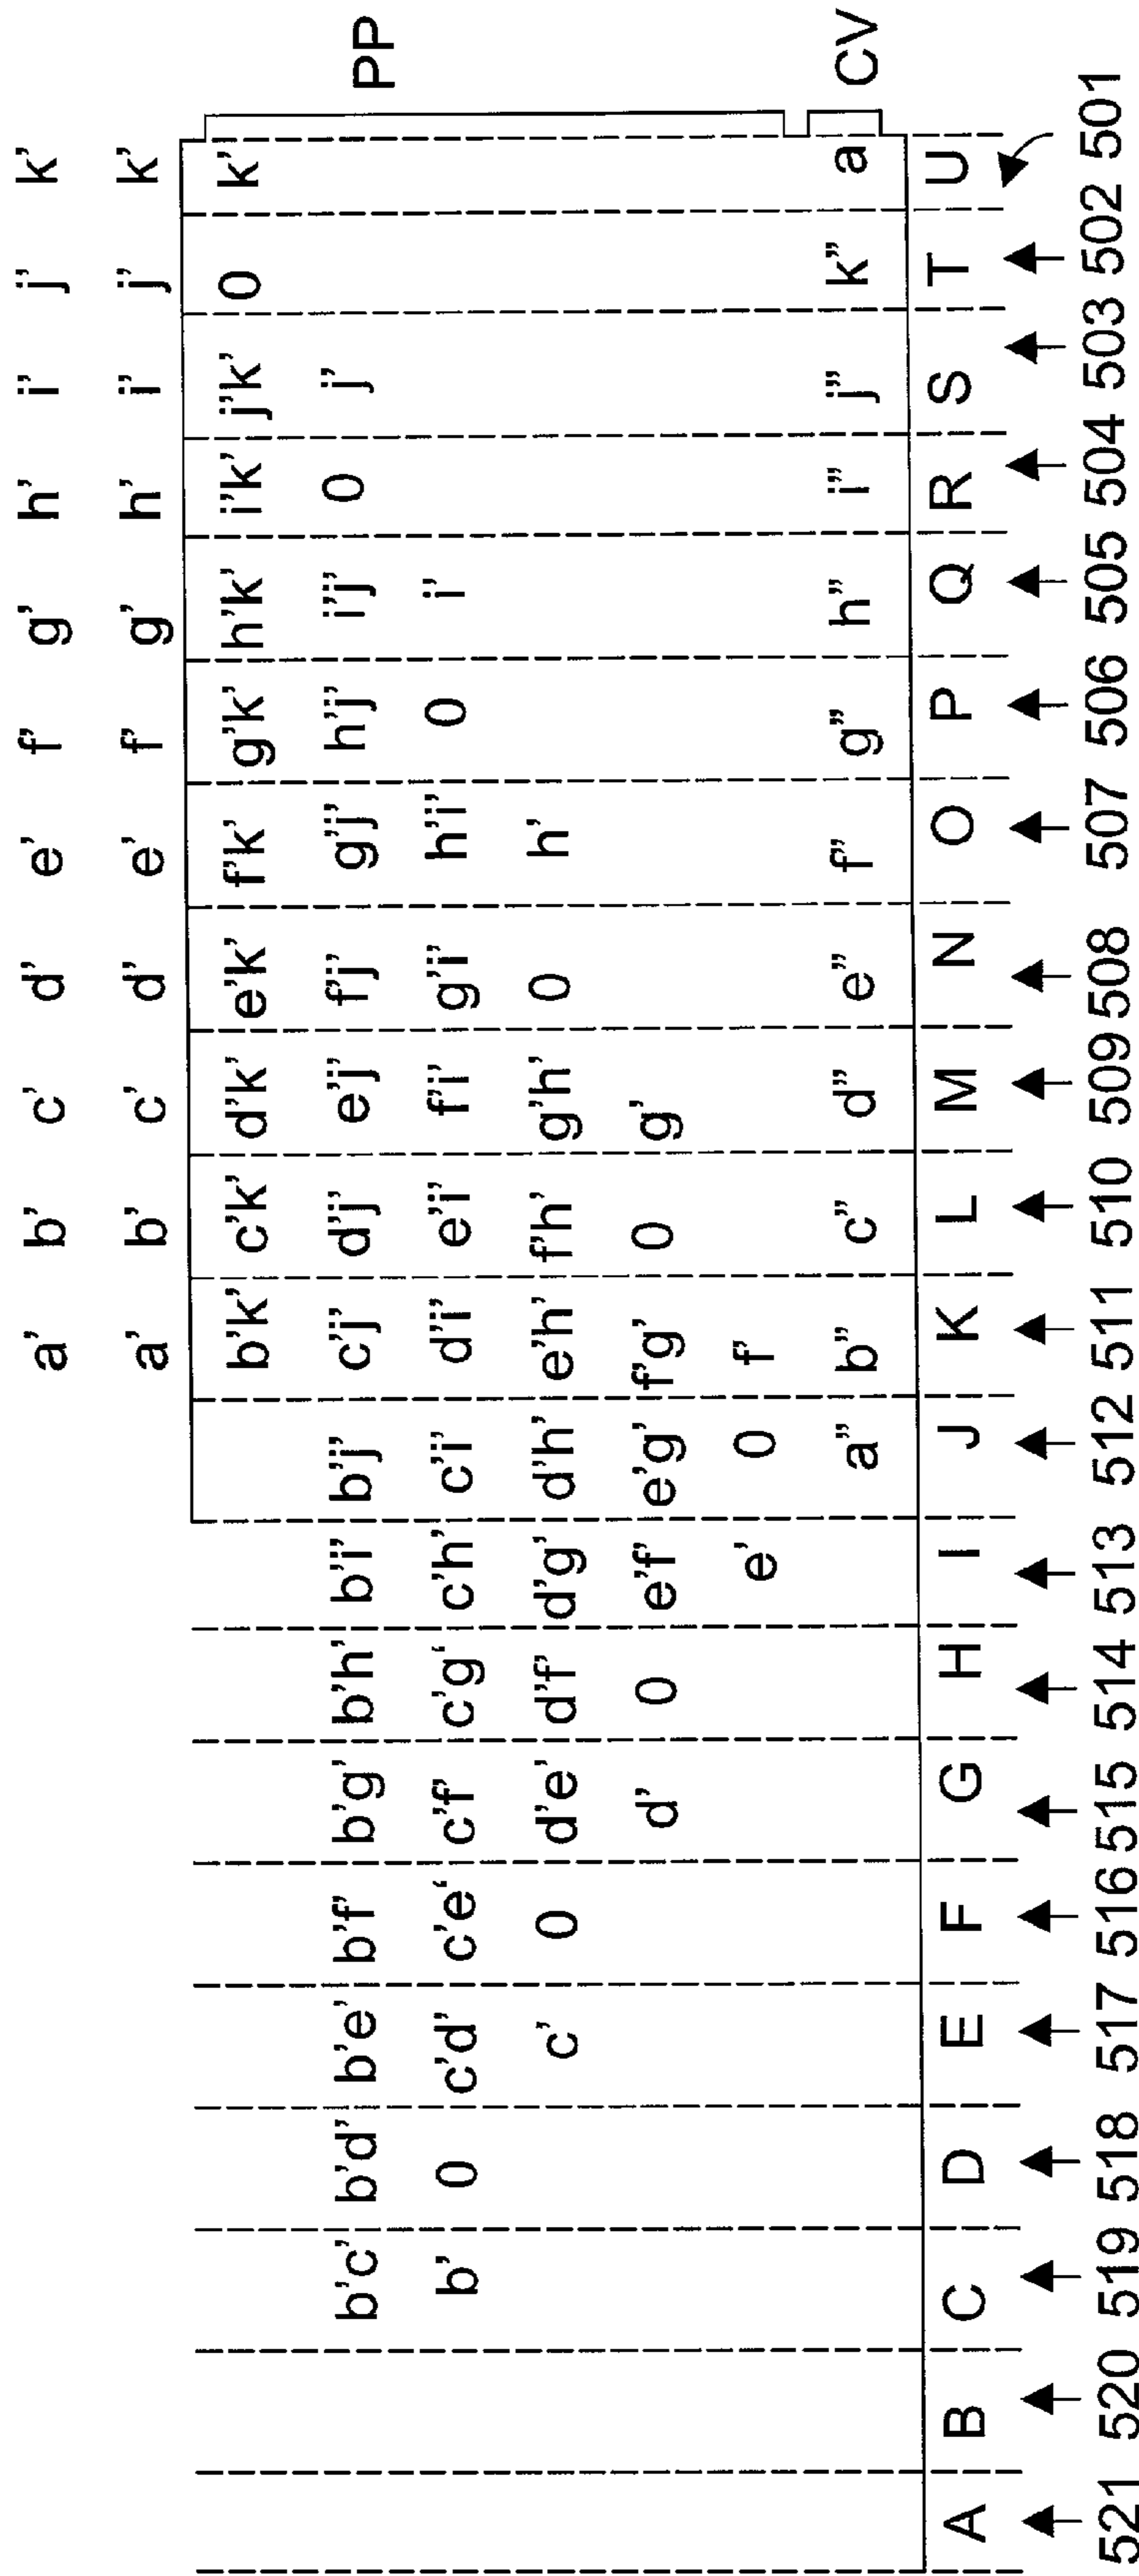 a' b' c' d' e' f' g' h' i' j' k'
a' b' c' d' e' f' g' h' i' j' k'
b'k' c'k' d'k' e'k' f'k' g'k' h'k' i'k' j'k' 0 k'
b'c' b'd' b'e' b'f' b'g' b'h' b'i' b'j' c'j' d'j' e'j' f'j' g'j' h'j' i'j' 0 j' PP
b' 0 c'd' c'e' c'f' c'g' c'h' c'i' d'i' e'i' f'i' g'i' h'i' 0 i'
c' 0 d'e' d'f' d'g' d'h' e'h' f'h' g'h' 0 h'
d' 0 e'f' e'g' f'g' 0 g'
e' 0 f'
a" b" c" d" e" f" g" h" i" j" k" a CV
A B C D E F G H I J K L M N O P Q R S T U
521 520 519 518 517 516 515 514 513 512 511 510 509 508 507 506 505 504 503 502 501